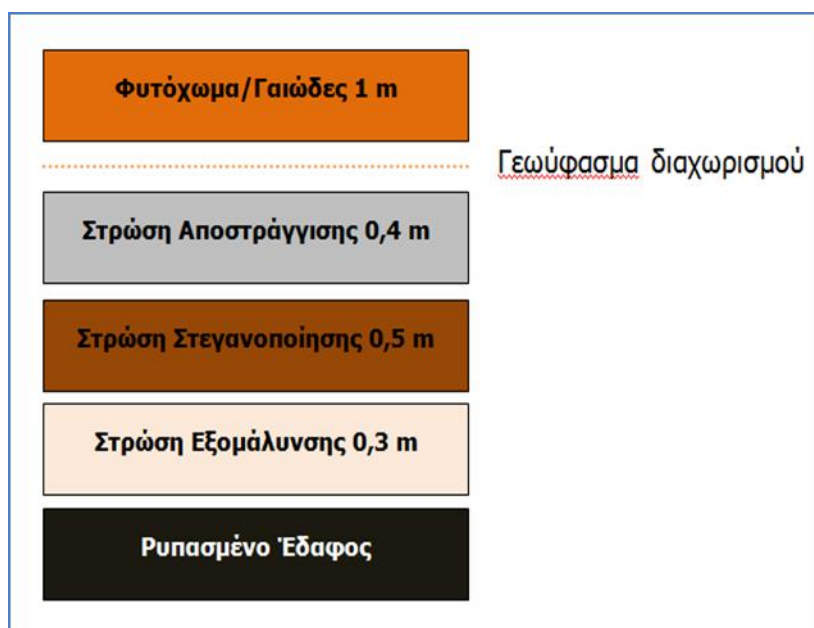 Φυτόχωμα/Γαιώδες 1 m
Γεωύφασμα διαχωρισμού
Στρώση Αποστράγγισης 0,4 m
Στρώση Στεγανοποίησης 0,5 m
Στρώση Εξομάλυνσης 0,3 m
Ρυπασμένο Έδαφος